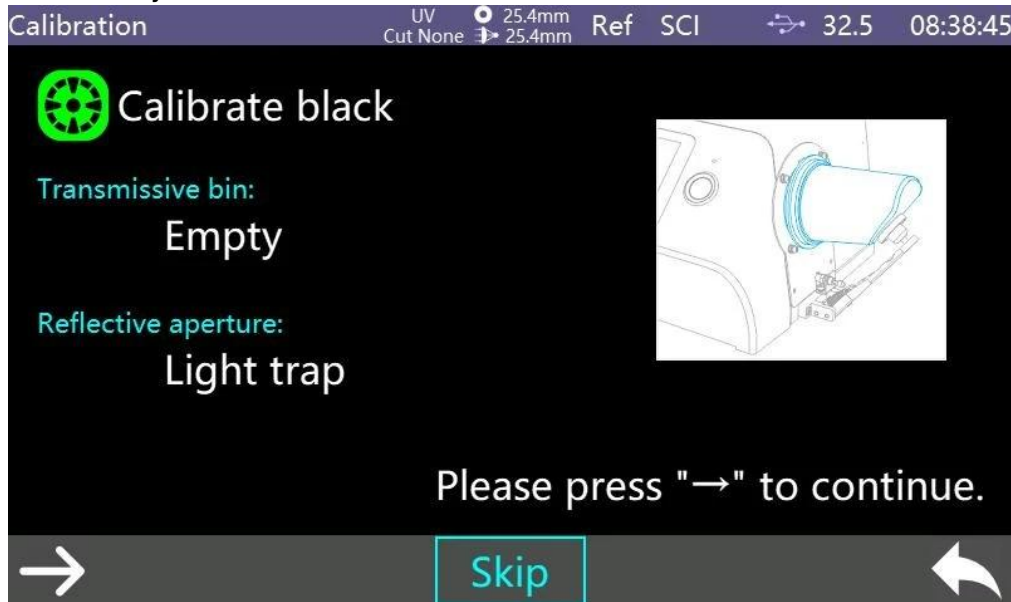 Calibration UV 25.4mm Ref SCI 32.5 08:38:45
Cut None 25.4mm
Calibrate black
Transmissive bin:
Empty
Reflective aperture:
Light trap
Please press "→" to continue.
Skip